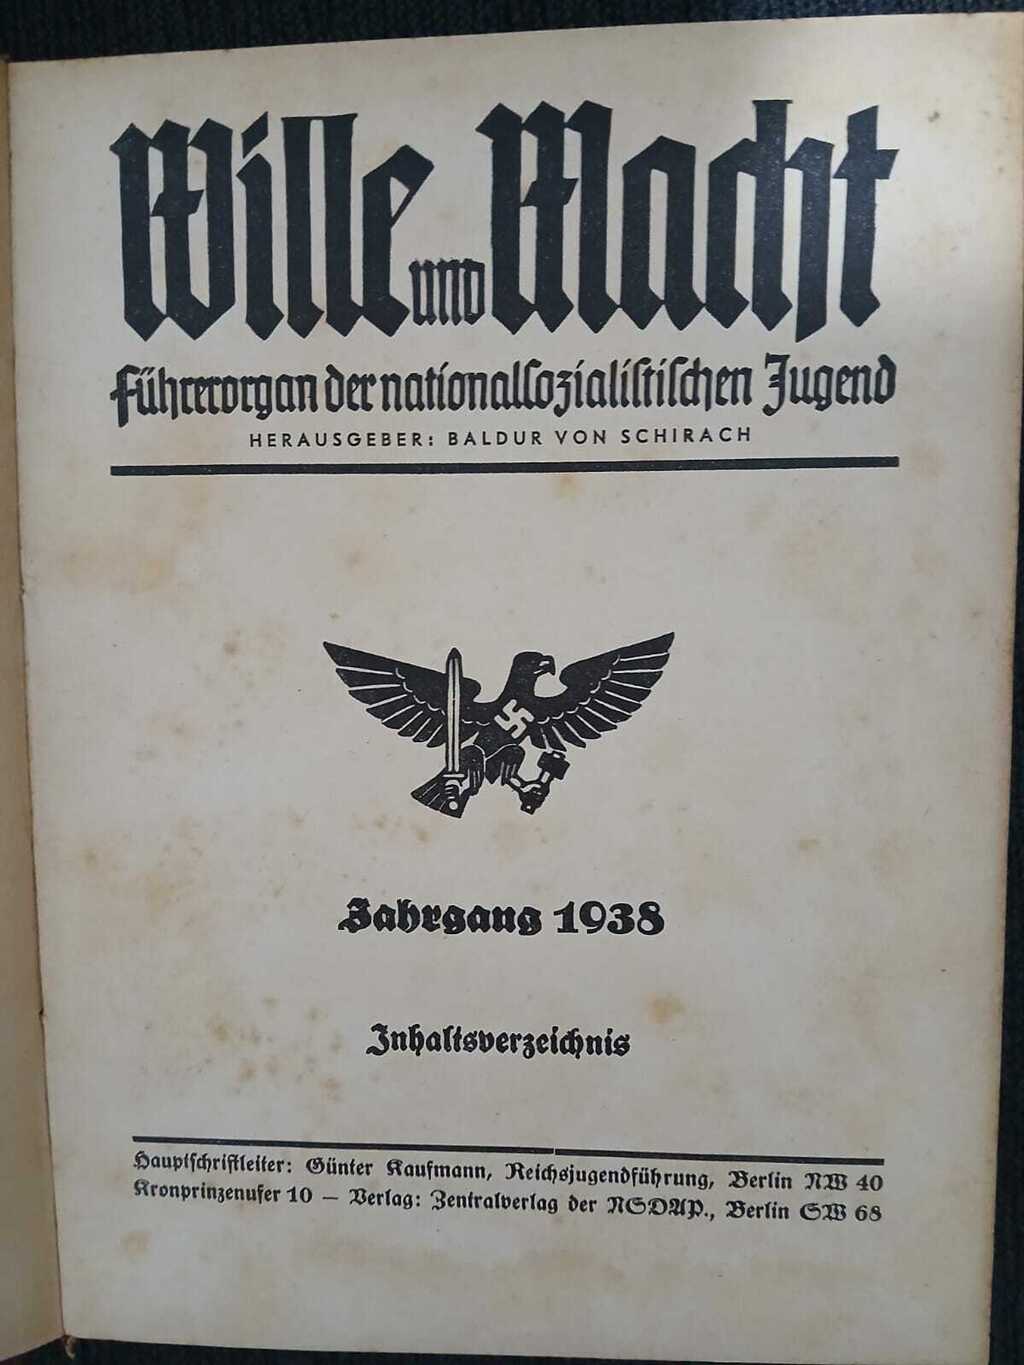 Wille und Macht
Führerorgan der nationalsozialistischen Jugend
HERAUSGEBER: BALDUR VON SCHIRACH
Jahrgang 1938
Inhaltsverzeichnis
Hauptschriftleiter: Günter Kaufmann, Reichsjugendführung, Berlin NW 40
Kronprinzenufer 10 — Verlag: Zentralverlag der NSDAP., Berlin SW 68